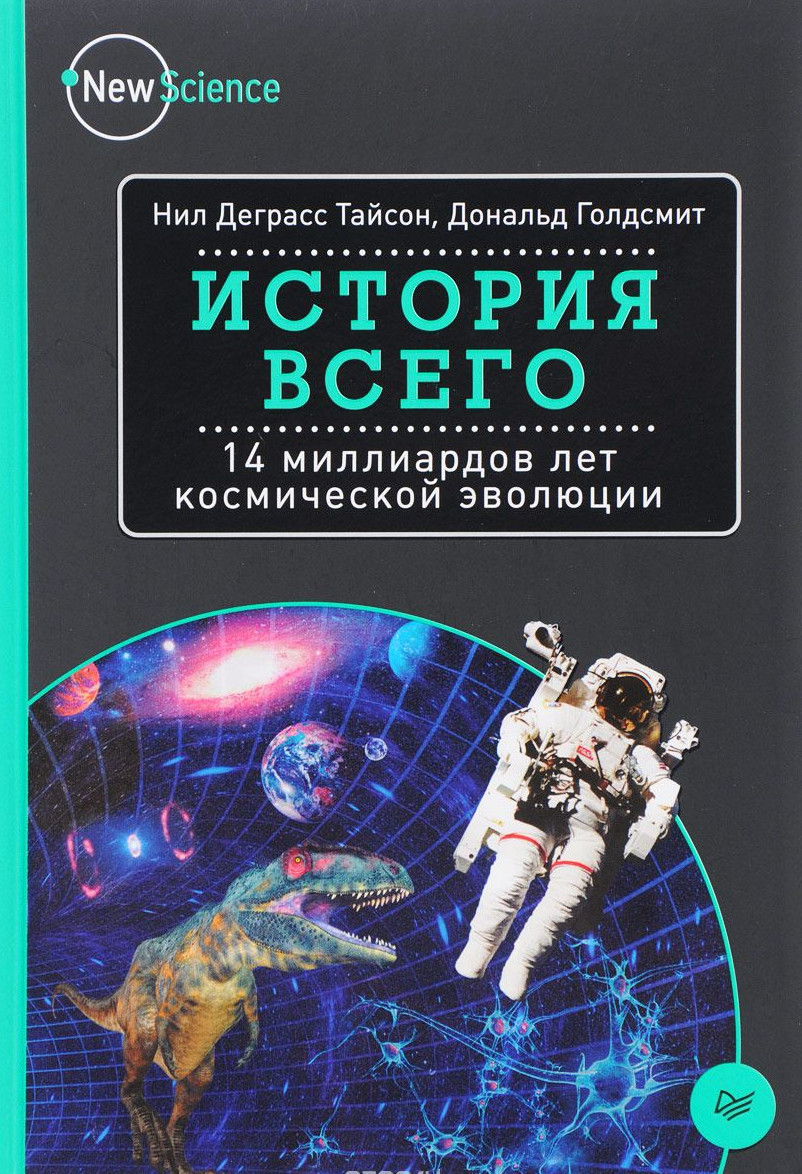 New Science
Нил Деграсс Тайсон, Дональд Голдсмит
ИСТОРИЯ
ВСЕГО
14 миллиардов лет
космической эволюции